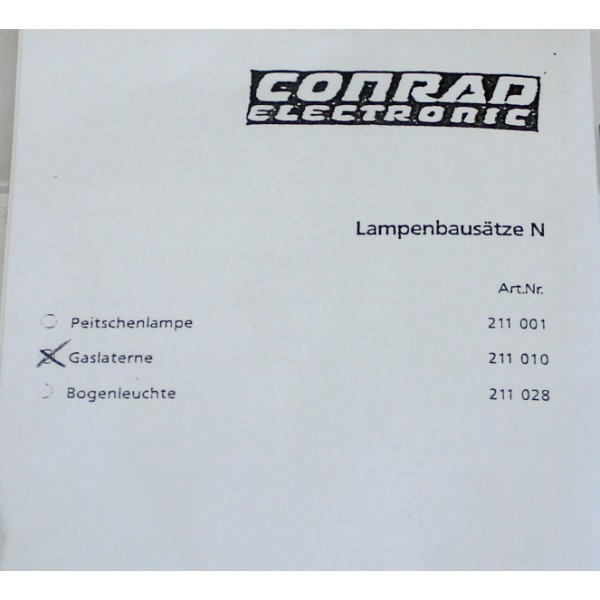 CONRAD
ELECTRONIC
Lampenbausätze N
Art.Nr.
Peitschenlampe 211 001
Gaslaterne 211 010
Bogenleuchte 211 028